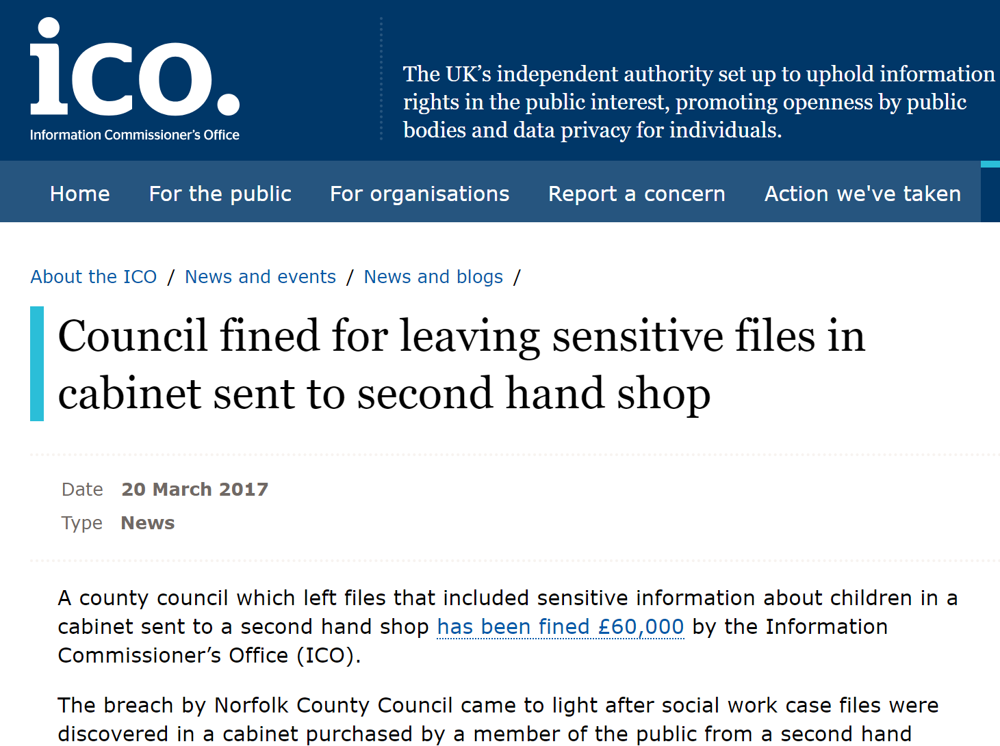 ico.
Information Commissioner's Office
The UK’s independent authority set up to uphold information
rights in the public interest, promoting openness by public
bodies and data privacy for individuals.
Home For the public For organisations Report a concern Action we've taken
About the ICO / News and events / News and blogs /
Council fined for leaving sensitive files in
cabinet sent to second hand shop
Date 20 March 2017
Type News
A county council which left files that included sensitive information about children in a
cabinet sent to a second hand shop has been fined £60,000 by the Information
Commissioner’s Office (ICO).
The breach by Norfolk County Council came to light after social work case files were
discovered in a cabinet purchased by a member of the public from a second hand